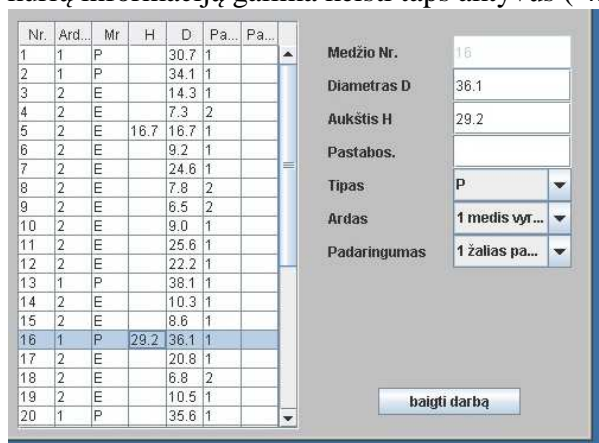 Nr. Ard... Mr H D Pa... Pa...
1 1 P 30.7 1
2 1 P 34.1 1
3 2 E 14.3 1
4 2 E 7.3 2
5 2 E 16.7 16.7 1
6 2 E 9.2 1
7 2 E 24.6 1
8 2 E 7.8 2
9 2 E 6.5 2
10 2 E 9.0 1
11 2 E 25.6 1
12 2 E 22.2 1
13 1 P 38.1 1
14 2 E 10.3 1
15 2 E 8.6 1
16 1 P 29.2 36.1 1
17 2 E 20.8 1
18 2 E 6.8 2
19 2 E 10.5 1
20 1 P 35.6 1
Medžio Nr. 16
Diametras D 36.1
Aukštis H 29.2
Pastabos.
Tipas P
Ardas 1 medis vyr...
Padaringumas 1 žalias pa...
baigti darbą